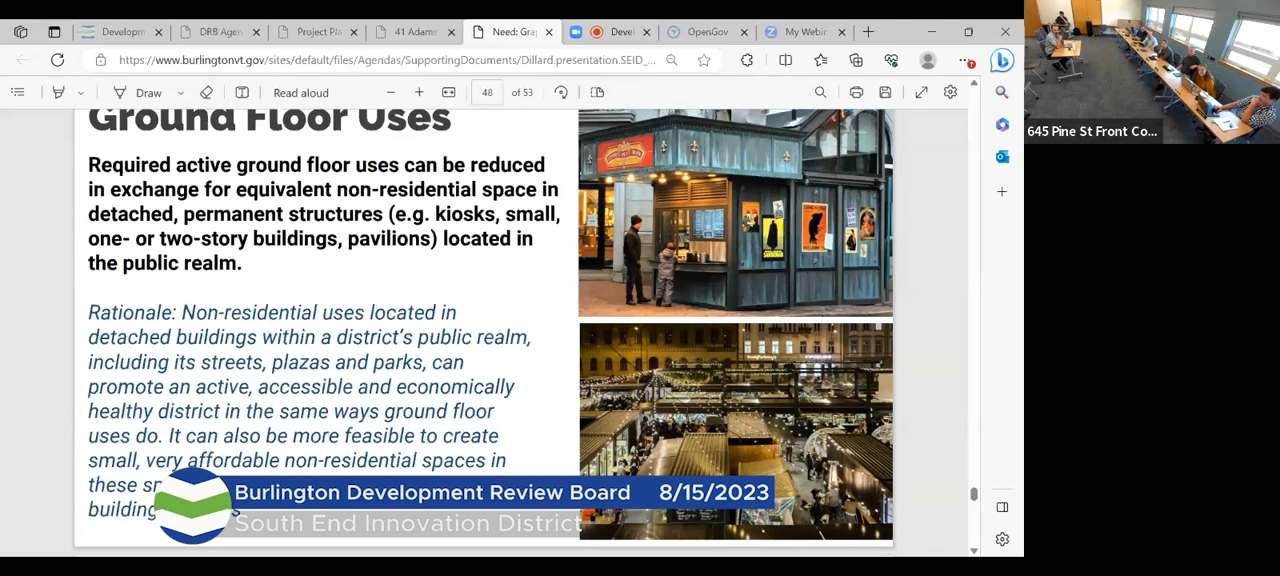 Developm
DRB Agen
Project Pla
41 Adams
Need: Gra
Devel
OpenGov
My Webin
https://www.burlingtonvt.gov/sites/default/files/Agendas/SupportingDocuments/Dillard.presentation.SEID_...
Draw
Read aloud
48
of 53
645 Pine St Front Co...
Ground Floor Uses
Required active ground floor uses can be reduced
in exchange for equivalent non-residential space in
detached, permanent structures (e.g. kiosks, small,
one- or two-story buildings, pavilions) located in
the public realm.
Rationale: Non-residential uses located in
detached buildings within a district's public realm,
including its streets, plazas and parks, can
promote an active, accessible and economically
healthy district in the same ways ground floor
uses do. It can also be more feasible to create
small, very affordable non-residential spaces in
these
building
Burlington Development Review Board 8/15/2023
South End Innovation District